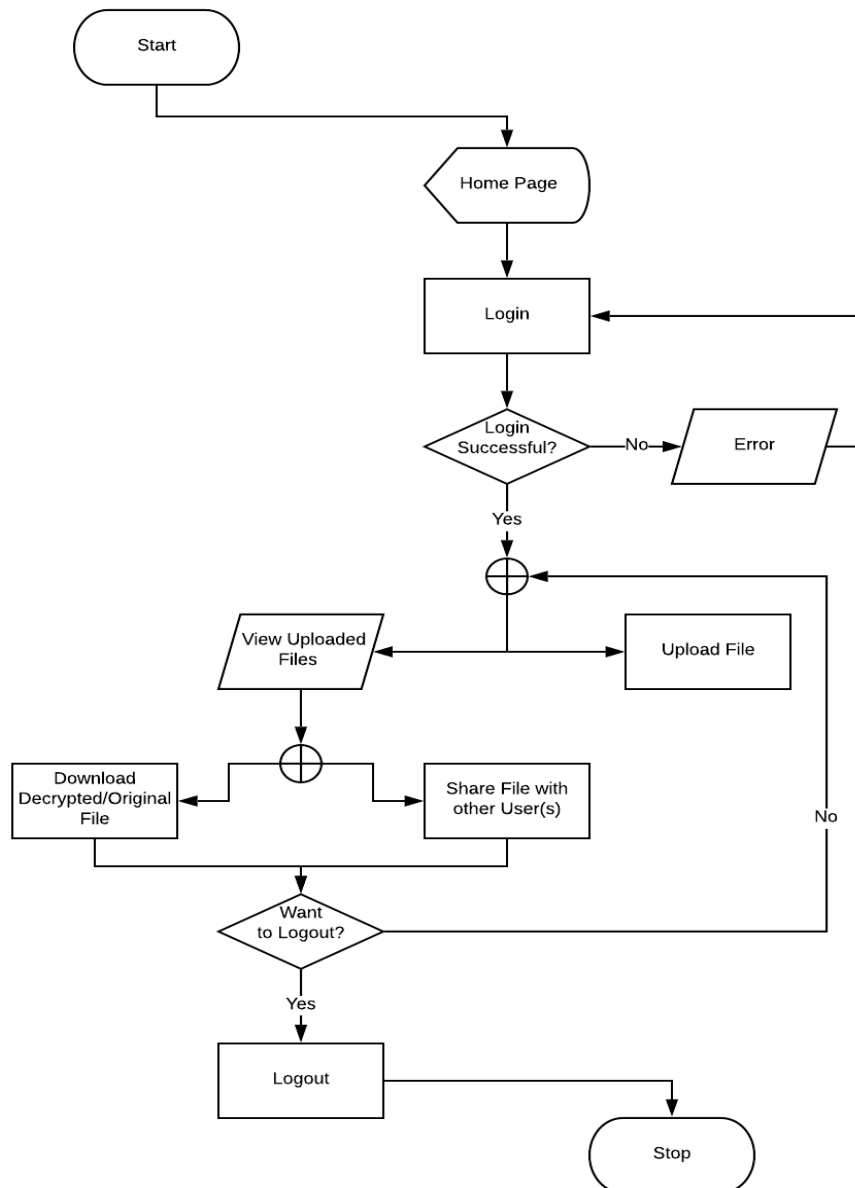 Start
Home Page
Login
Login
Successful?
No
Error
Yes
View Uploaded
Files
Upload File
Download
Decrypted/Original
File
Share File with
other User(s)
No
Want
to Logout?
Yes
Logout
Stop